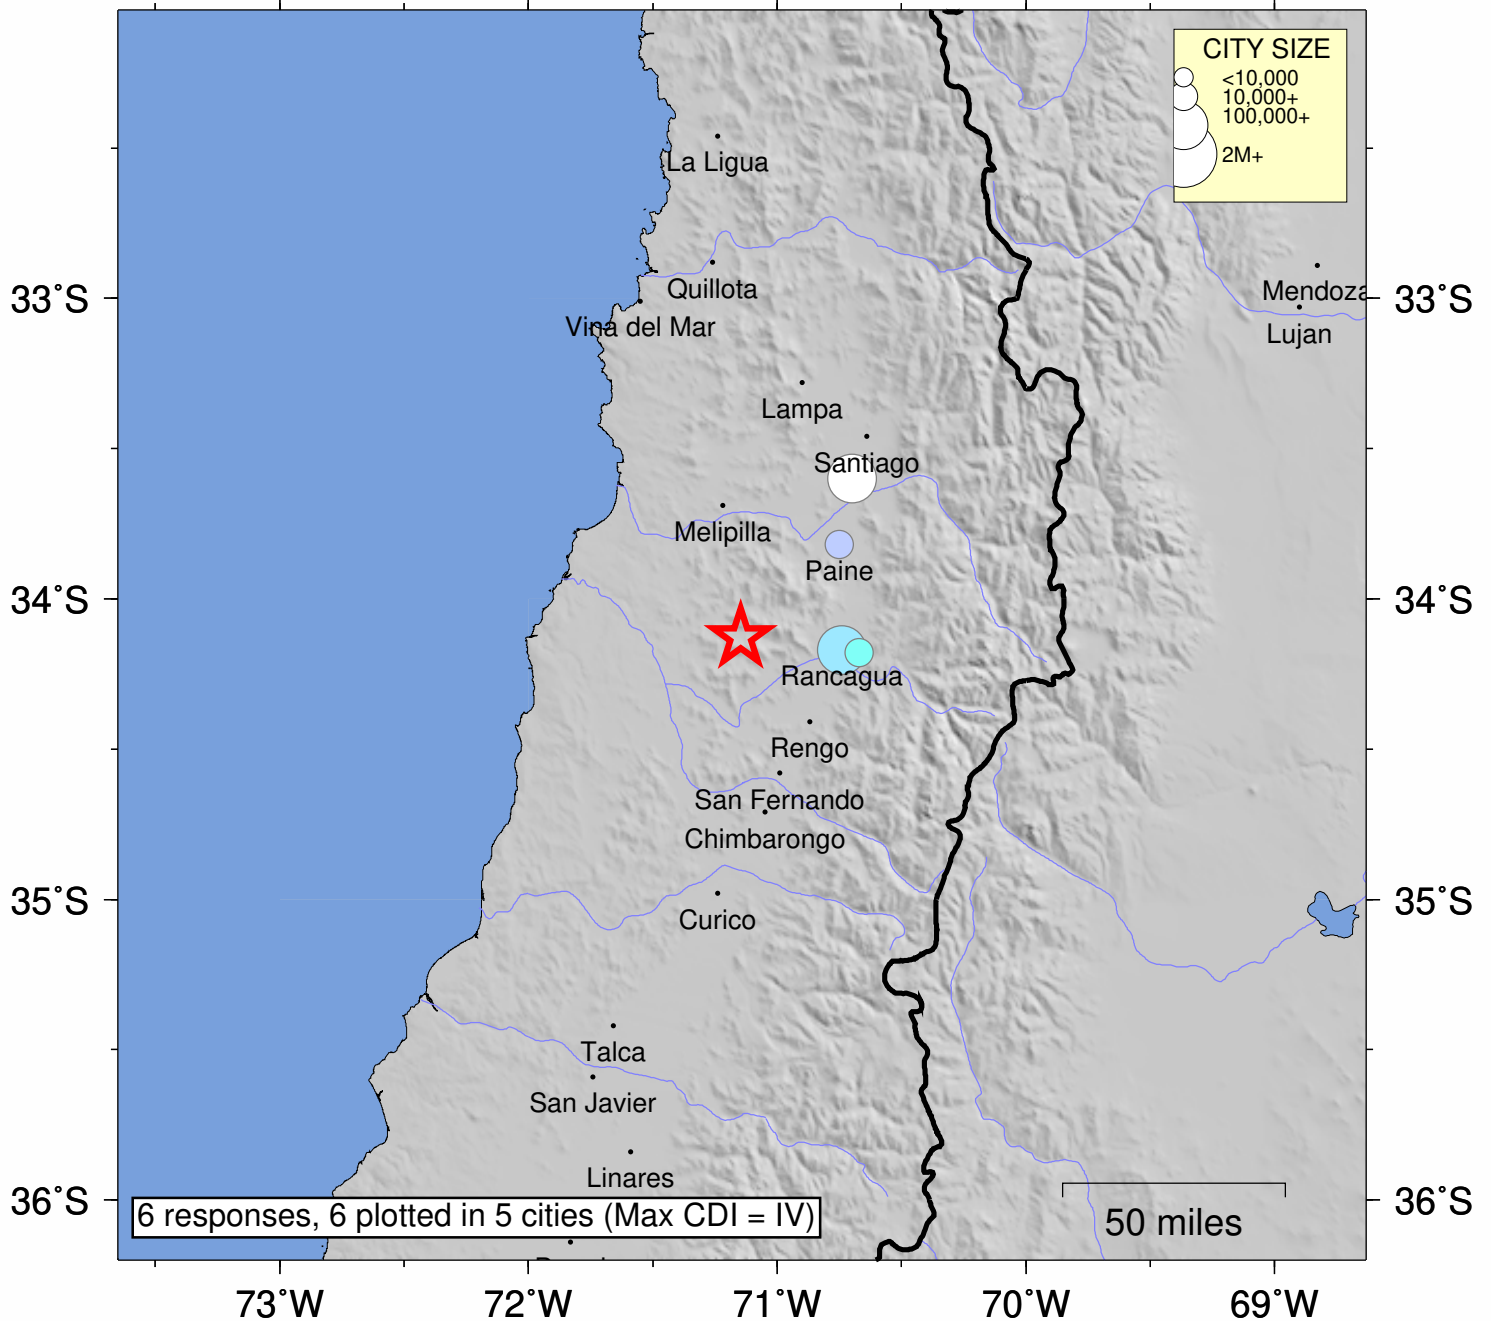 CITY SIZE
<10,000
10,000+
100,000+
2M+
La Ligua
Quillota
Vina del Mar
Mendoza
Lujan
33°S
33°S
Lampa
Santiago
Melipilla
Paine
34°S
34°S
Rancagua
Rengo
San Fernando
Chimbarongo
35°S
35°S
Curico
Talca
San Javier
Linares
36°S
36°S
6 responses, 6 plotted in 5 cities (Max CDI = IV)
50 miles
73°W
72°W
71°W
70°W
69°W